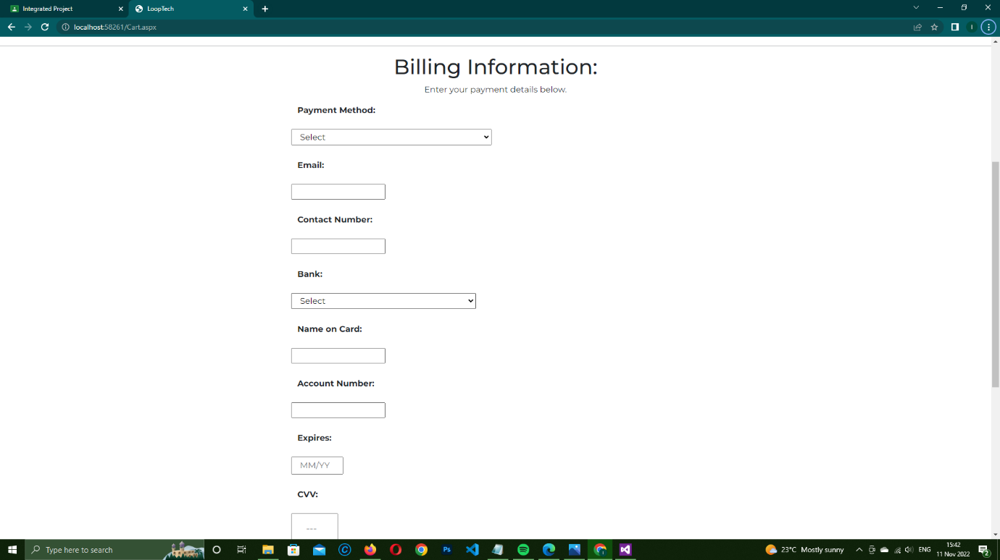 Integrated Project
LoopTech
localhost:58261/Cart.aspx
I
Billing Information:
Enter your payment details below.
Payment Method:
Select
Email:
Contact Number:
Bank:
Select
Name on Card:
Account Number:
Expires:
MM/YY
CVV:
---
Type here to search
Ps
23°C Mostly sunny
ENG
15:42
11 Nov 2022
2